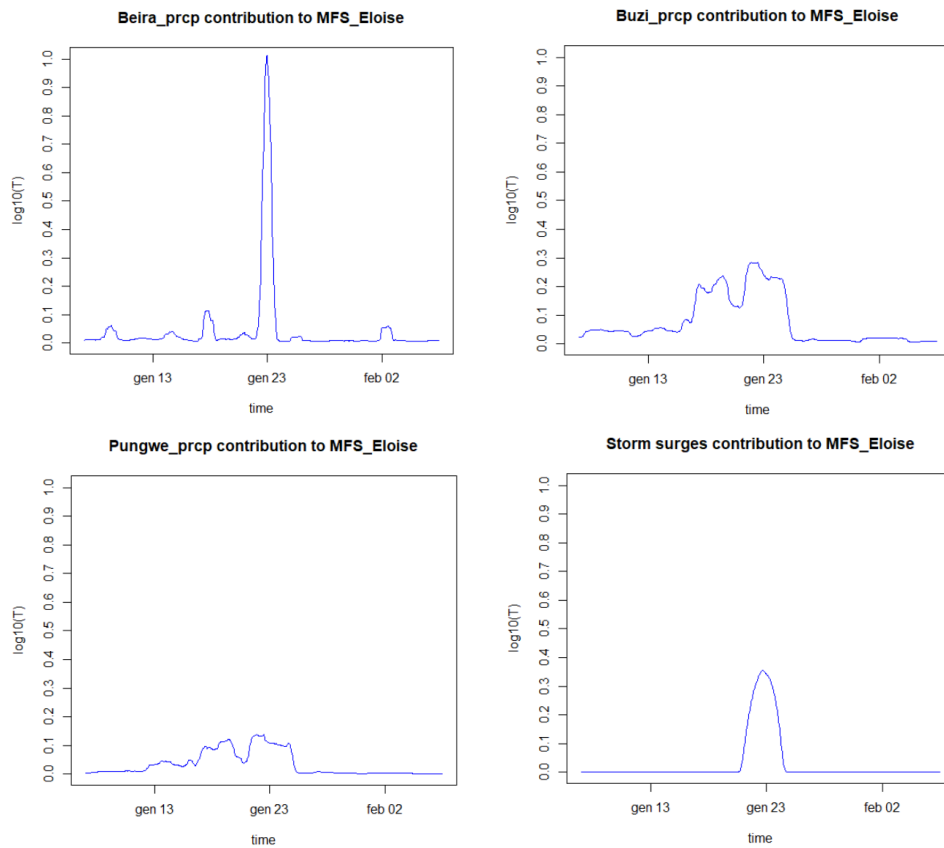 Beira_prcp contribution to MFS_Eloise
log10(T)
0.0 0.1 0.2 0.3 0.4 0.5 0.6 0.7 0.8 0.9 1.0
gen 13 gen 23 feb 02
time
Buzi_prcp contribution to MFS_Eloise
log10(T)
0.0 0.1 0.2 0.3 0.4 0.5 0.6 0.7 0.8 0.9 1.0
gen 13 gen 23 feb 02
time
Pungwe_prcp contribution to MFS_Eloise
log10(T)
0.0 0.1 0.2 0.3 0.4 0.5 0.6 0.7 0.8 0.9 1.0
gen 13 gen 23 feb 02
time
Storm surges contribution to MFS_Eloise
log10(T)
0.0 0.1 0.2 0.3 0.4 0.5 0.6 0.7 0.8 0.9 1.0
gen 13 gen 23 feb 02
time